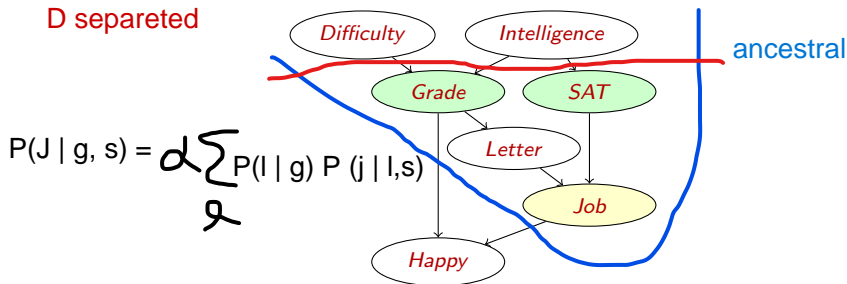 D separeted
Difficulty
Intelligence
ancestral
Grade
SAT
P(J | g, s) = α∑ P(l | g) P (j | l,s)
l
Letter
Job
Happy